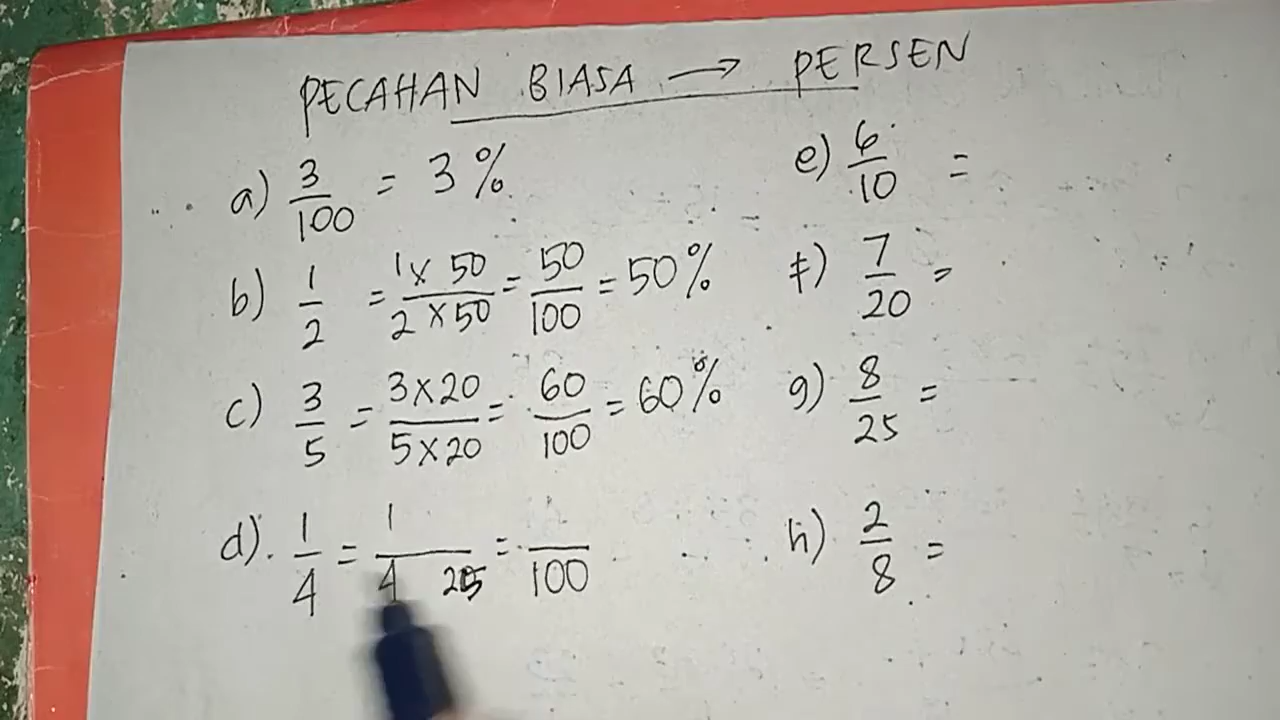 PECAHAN BIASA → PERSEN
a) 3/100 = 3%
b) 1/2 = 1 x 50/2 x 50 = 50/100 = 50%
c) 3/5 = 3 x 20/5 x 20 = 60/100 = 60%
d). 1/4 = 1/4 25 = /100
e) 6/10 =
f) 7/20 =
g) 8/25 =
h) 2/8 =